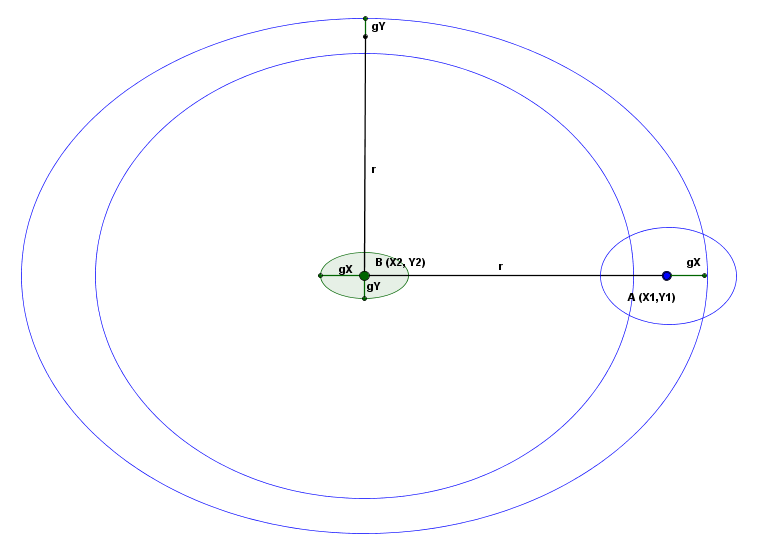 gY
r
B (X2, Y2)
gX
gY
r
gX
A (X1,Y1)